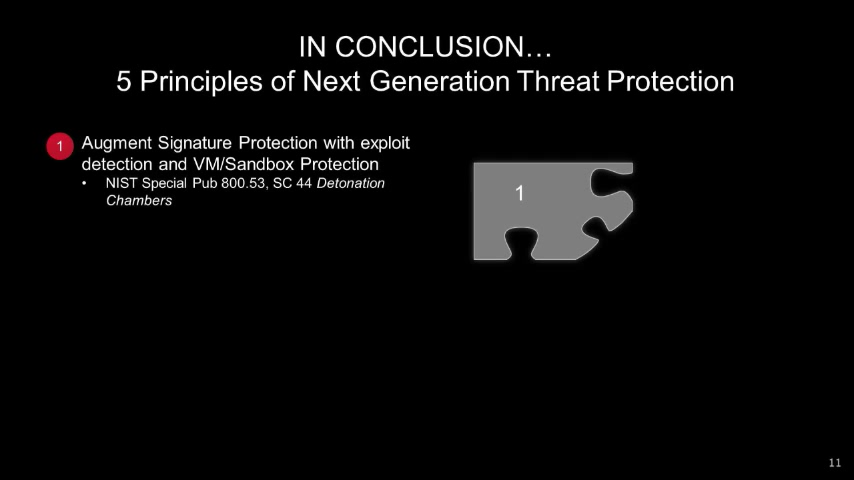 IN CONCLUSION…
5 Principles of Next Generation Threat Protection
1 Augment Signature Protection with exploit
detection and VM/Sandbox Protection
• NIST Special Pub 800.53, SC 44 Detonation
Chambers
1
11